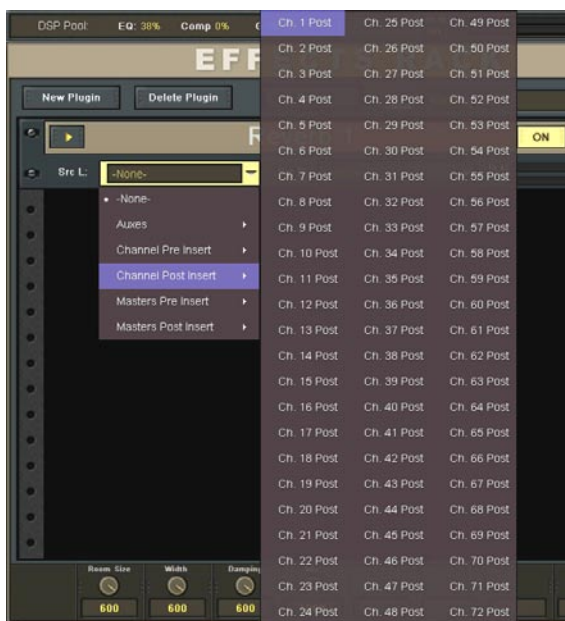 DSP Pool: EQ: 38% Comp 0%
EFFECTS RACK
New Plugin Delete Plugin
ON
Src L: -None-
-None-
Auxes
Channel Pre Insert
Channel Post Insert
Masters Pre Insert
Masters Post Insert
Ch. 1 Post Ch. 25 Post Ch. 49 Post
Ch. 2 Post Ch. 26 Post Ch. 50 Post
Ch. 3 Post Ch. 27 Post Ch. 51 Post
Ch. 4 Post Ch. 28 Post Ch. 52 Post
Ch. 5 Post Ch. 29 Post Ch. 53 Post
Ch. 6 Post Ch. 30 Post Ch. 54 Post
Ch. 7 Post Ch. 31 Post Ch. 55 Post
Ch. 8 Post Ch. 32 Post Ch. 56 Post
Ch. 9 Post Ch. 33 Post Ch. 57 Post
Ch. 10 Post Ch. 34 Post Ch. 58 Post
Ch. 11 Post Ch. 35 Post Ch. 59 Post
Ch. 12 Post Ch. 36 Post Ch. 60 Post
Ch. 13 Post Ch. 37 Post Ch. 61 Post
Ch. 14 Post Ch. 38 Post Ch. 62 Post
Ch. 15 Post Ch. 39 Post Ch. 63 Post
Ch. 16 Post Ch. 40 Post Ch. 64 Post
Ch. 17 Post Ch. 41 Post Ch. 65 Post
Ch. 18 Post Ch. 42 Post Ch. 66 Post
Ch. 19 Post Ch. 43 Post Ch. 67 Post
Ch. 20 Post Ch. 44 Post Ch. 68 Post
Ch. 21 Post Ch. 45 Post Ch. 69 Post
Ch. 22 Post Ch. 46 Post Ch. 70 Post
Ch. 23 Post Ch. 47 Post Ch. 71 Post
Ch. 24 Post Ch. 48 Post Ch. 72 Post
Room Size Width Damping
600 600 600